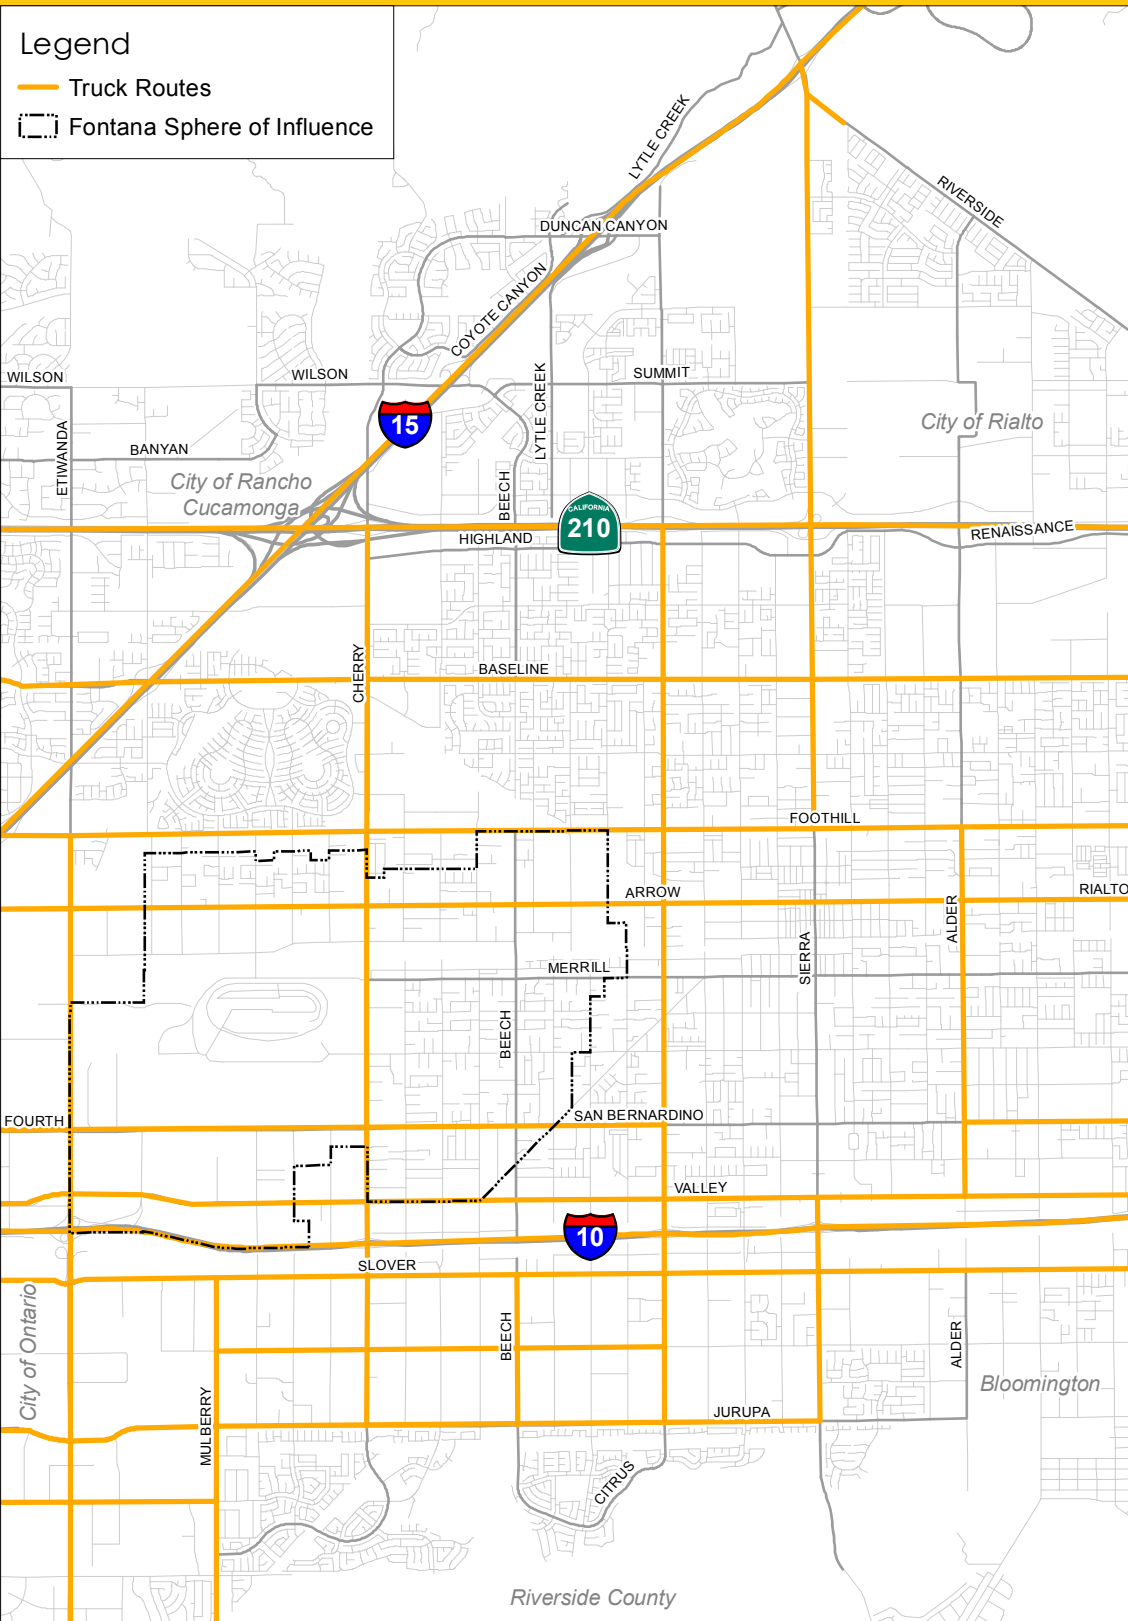 Legend
Truck Routes
Fontana Sphere of Influence
LYTLE CREEK
RIVERSIDE
DUNCAN CANYON
COYOTE CANYON
WILSON
WILSON
LYTLE CREEK
SUMMIT
15
City of Rialto
ETIWANDA
BANYAN
City of Rancho
Cucamonga
BEECH
CALIFORNIA
210
HIGHLAND
RENAISSANCE
CHERRY
BASELINE
FOOTHILL
ARROW
RIALTO
ALDER
SIERRA
MERRILL
BEECH
FOURTH
SAN BERNARDINO
VALLEY
10
SLOVER
City of Ontario
BEECH
ALDER
Bloomington
MULBERRY
JURUPA
CITRUS
Riverside County